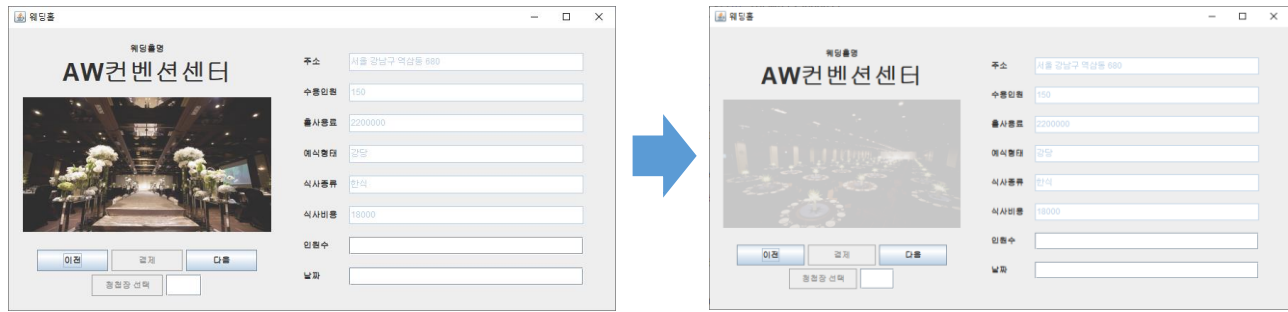 웨딩홀
웨딩홀명
AW컨벤션센터
주소 서울 강남구 역삼동 680
수용인원 150
홀사용료 2200000
예식형태 강당
식사종류 한식
식사비용 18000
인원수
날짜
이전 결제 다음
청첩장 선택
웨딩홀
웨딩홀명
AW컨벤션센터
주소 서울 강남구 역삼동 680
수용인원 150
홀사용료 2200000
예식형태 강당
식사종류 한식
식사비용 18000
인원수
날짜
이전 결제 다음
청첩장 선택